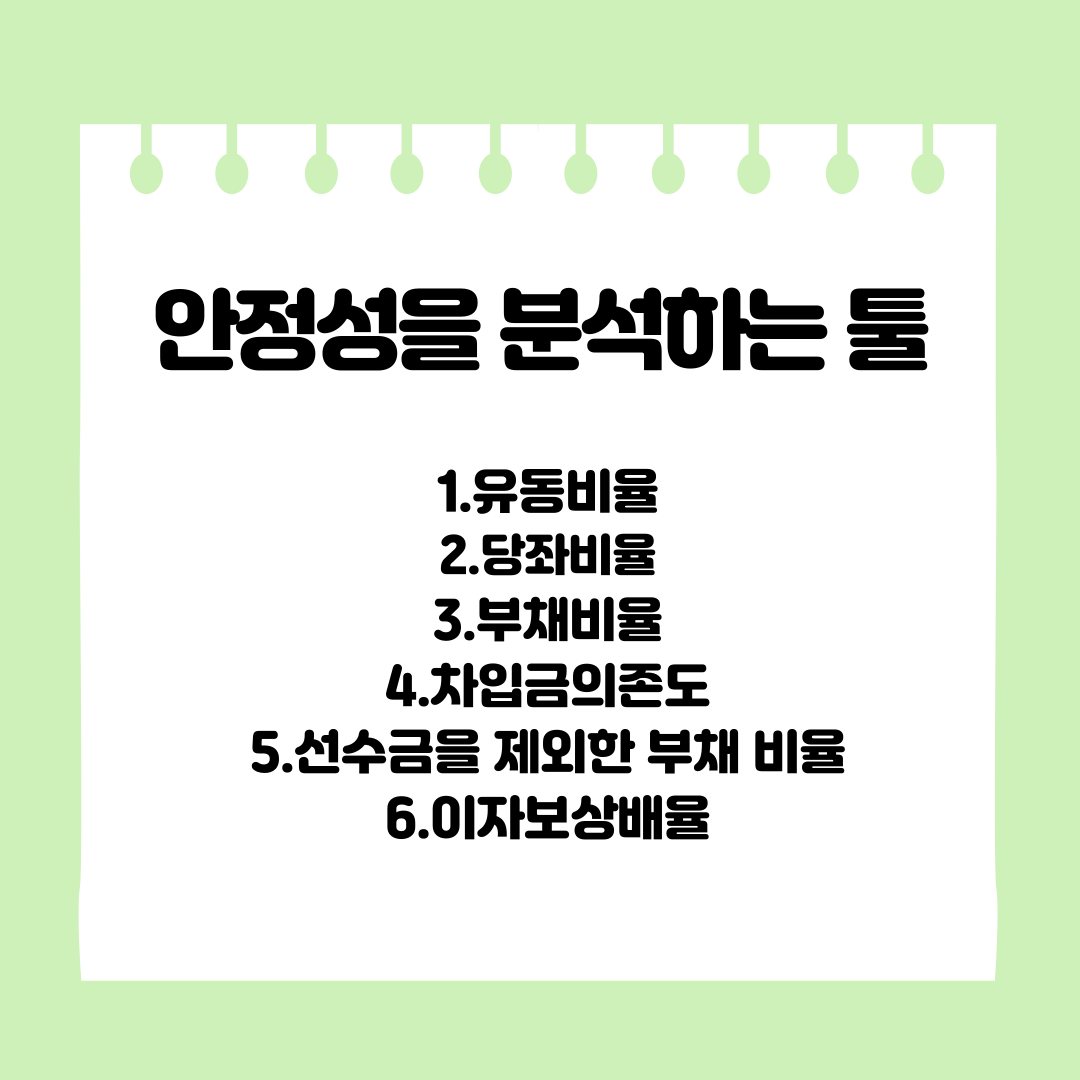 안정성을 분석하는 툴
1.유동비율
2.당좌비율
3.부채비율
4.차입금의존도
5.선수금을 제외한 부채 비율
6.이자보상배율